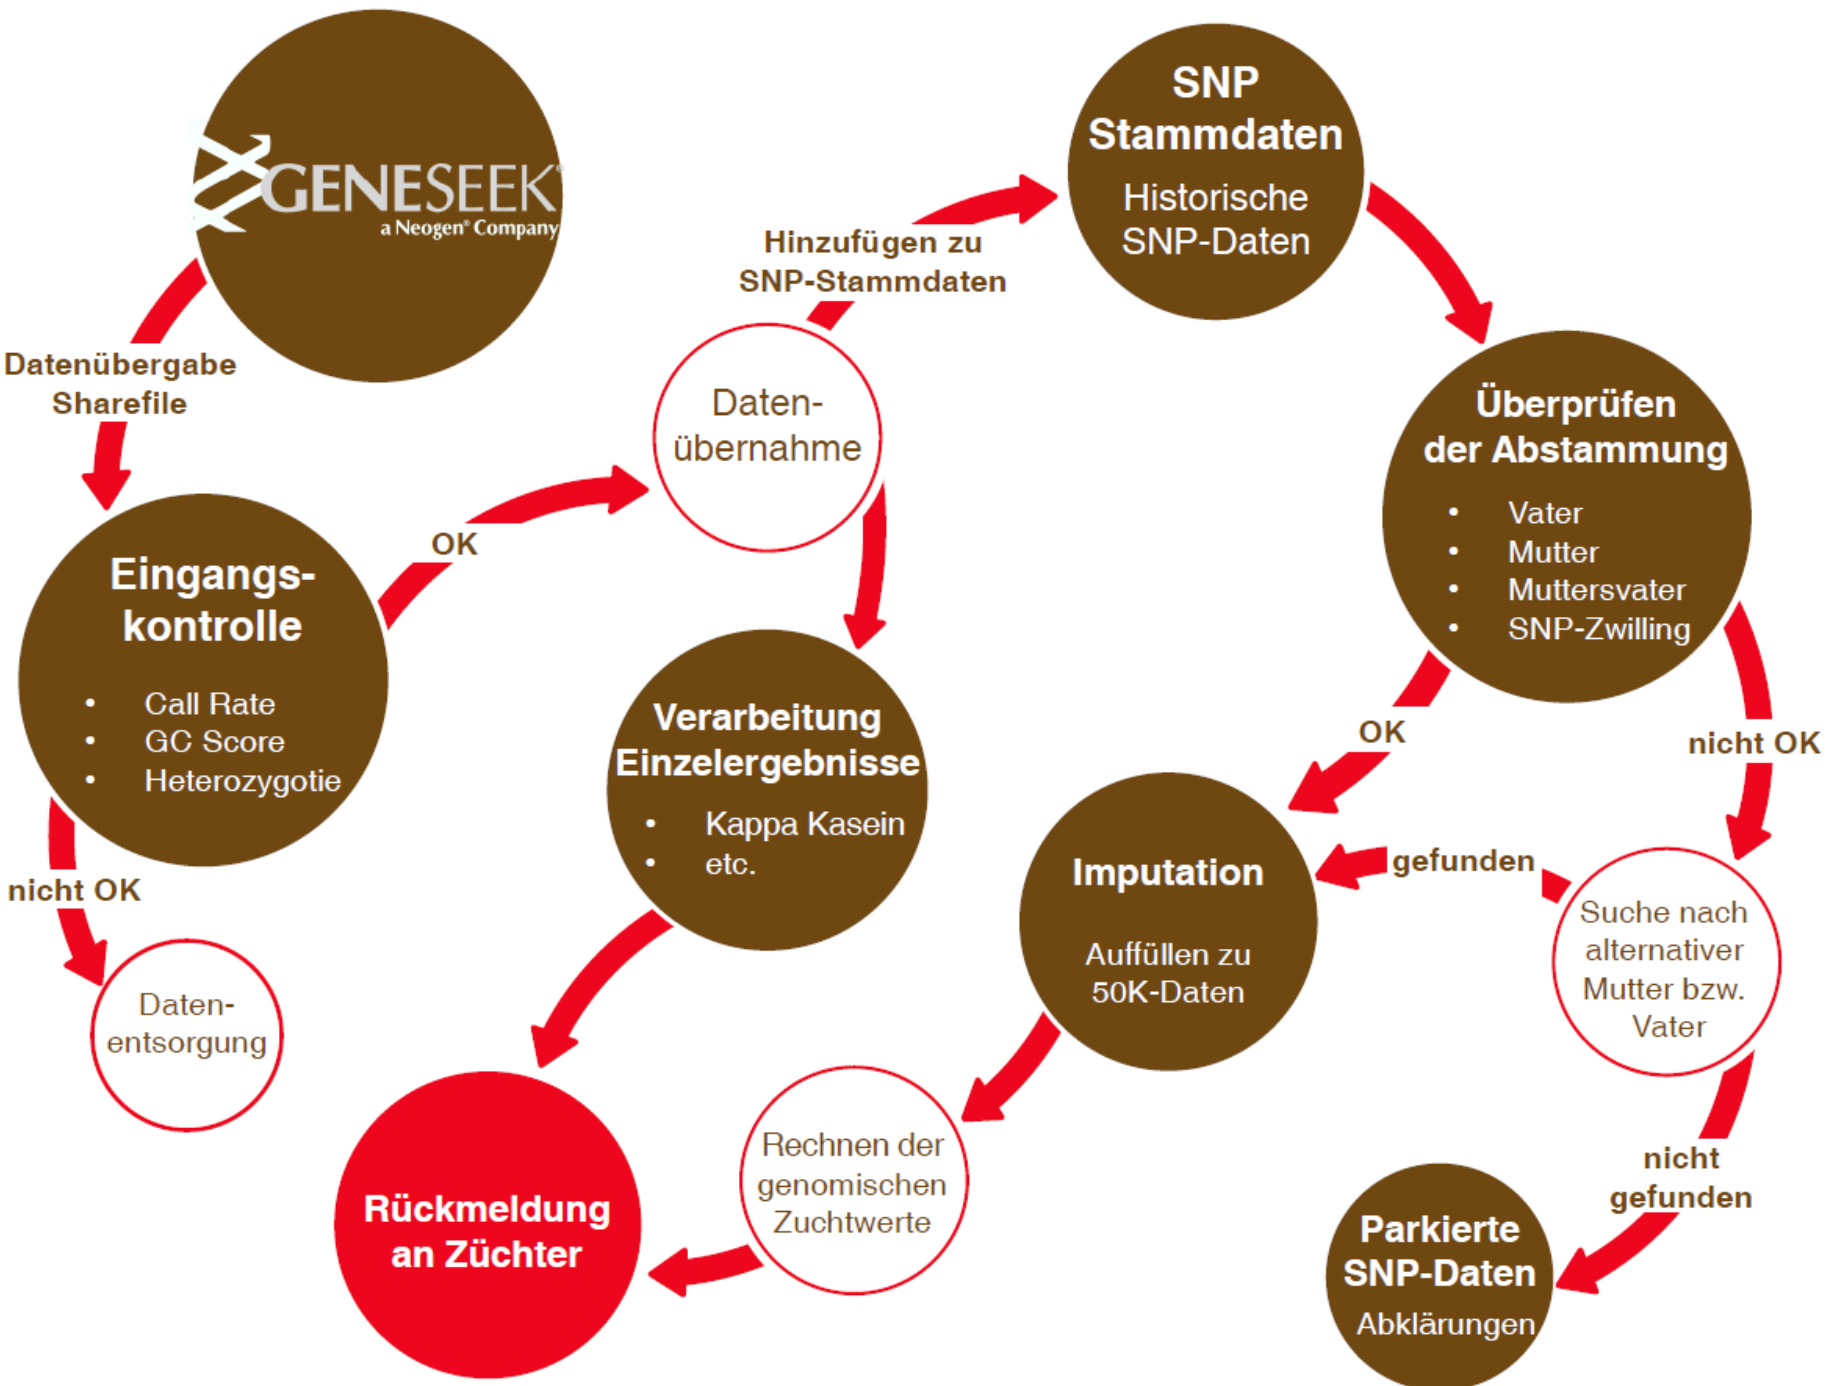 GENESEEK®
a Neogen® Company
Datenübergabe
Sharefile
Eingangs-
kontrolle
• Call Rate
• GC Score
• Heterozygotie
nicht OK
Daten-
entsorgung
OK
Daten-
übernahme
Hinzufügen zu
SNP-Stammdaten
SNP
Stammdaten
Historische
SNP-Daten
Verarbeitung
Einzelergebnisse
• Kappa Kasein
• etc.
Überprüfen
der Abstammung
• Vater
• Mutter
• Muttersvater
• SNP-Zwilling
OK
nicht OK
Imputation
Auffüllen zu
50K-Daten
gefunden
Suche nach
alternativer
Mutter bzw.
Vater
nicht
gefunden
Parkierte
SNP-Daten
Abklärungen
Rechnen der
genomischen
Zuchtwerte
Rückmeldung
an Züchter